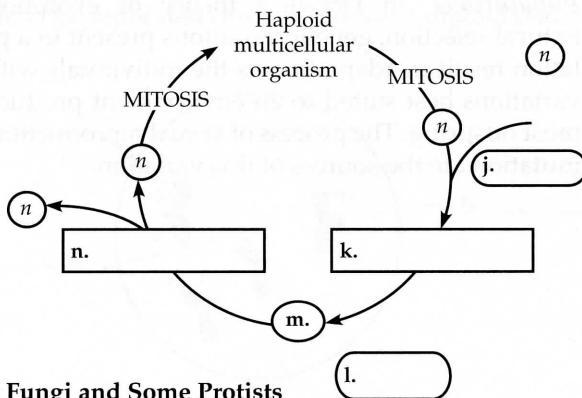 Haploid
multicellular
organism
MITOSIS
MITOSIS
n
n
n
n
j.
n.
k.
m.
l.
Fungi and Some Protists